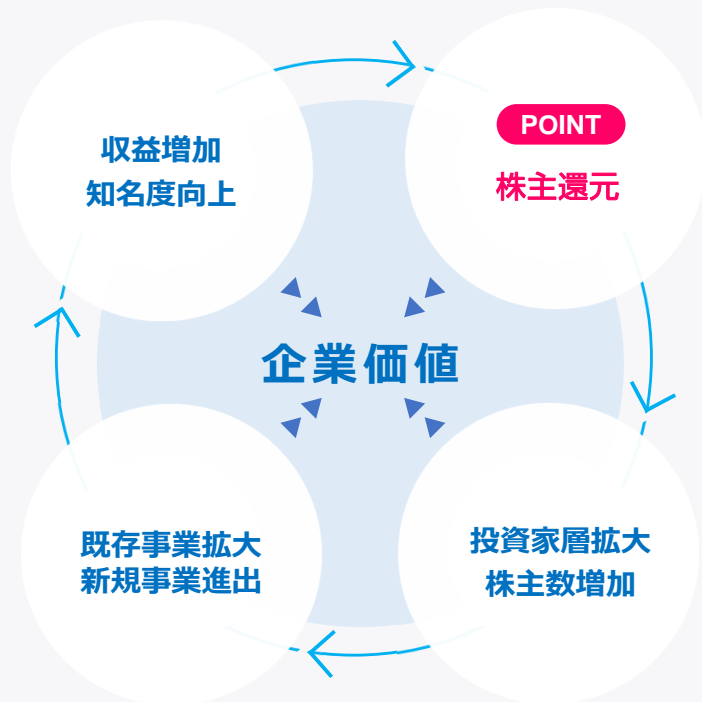 収益増加
知名度向上
POINT
株主還元
企業価値
既存事業拡大
新規事業進出
投資家層拡大
株主数増加